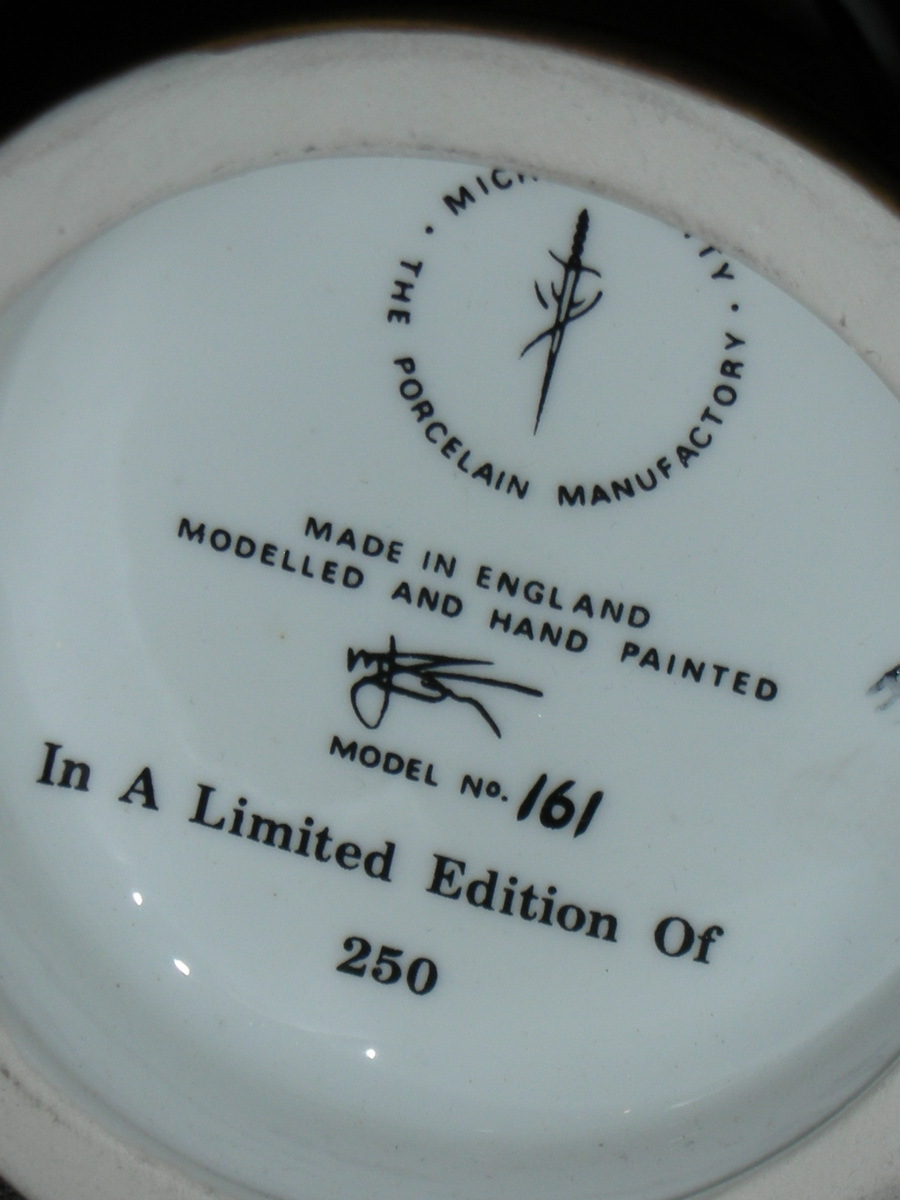 THE PORCELAIN MANUFACTORY
MADE IN ENGLAND
MODELLED AND HAND PAINTED
MODEL No. 161
In A Limited Edition Of
250